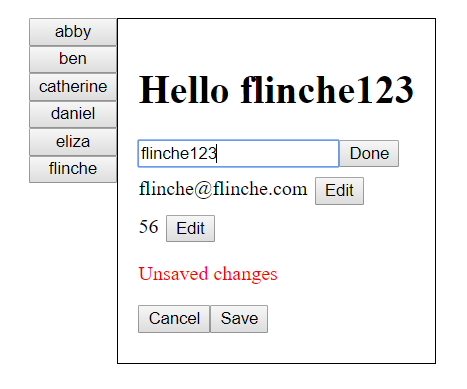 abby
ben
catherine
daniel
eliza
flinche
Hello flinche123
flinche123 Done
flinche@flinche.com Edit
56 Edit
Unsaved changes
Cancel Save